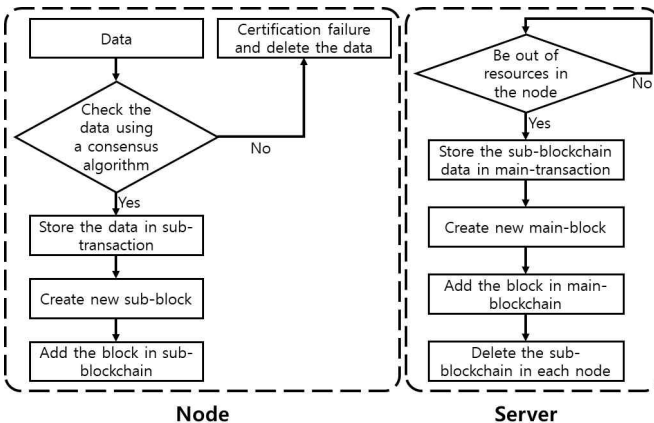 Data
Certification failure
and delete the data
Check the
data using
a consensus
algorithm
No
Yes
Store the data in sub-
transaction
Create new sub-block
Add the block in sub-
blockchain
Node
Be out of
resources in
the node
No
Yes
Store the sub-blockchain
data in main-transaction
Create new main-block
Add the block in main-
blockchain
Delete the sub-
blockchain in each node
Server